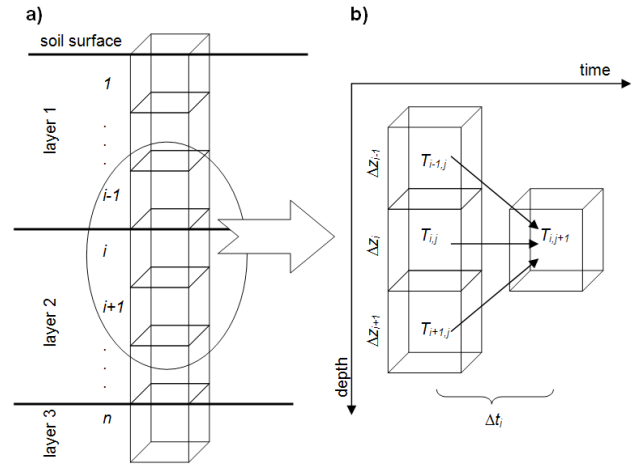 a)
soil surface
layer 1
1
.
.
.
i-1
layer 2
i
i+1
.
.
.
layer 3
n
b)
time
depth
Δz_{i-1}
T_{i-1,j}
Δz_i
T_{i,j}
T_{i,j+1}
Δz_{i+1}
T_{i+1,j}
Δt_i